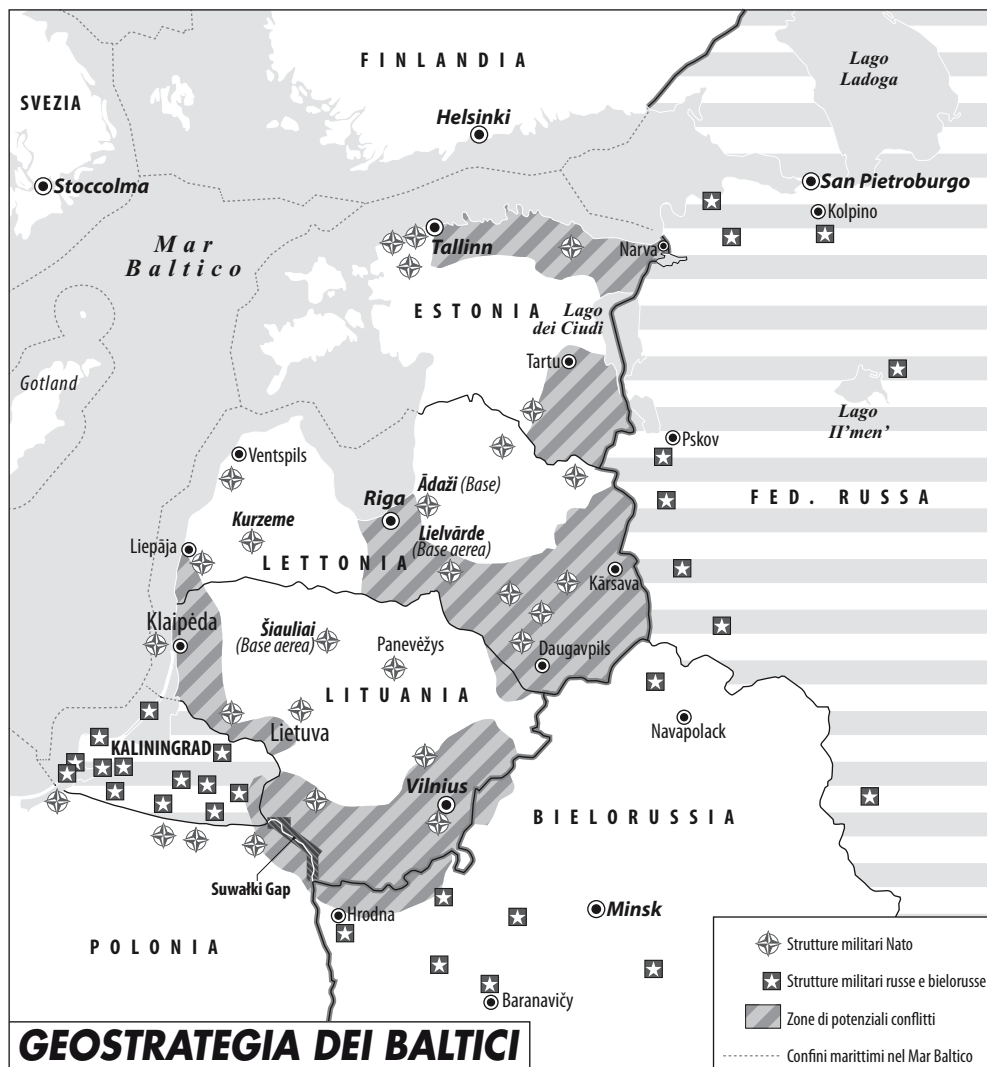 FINLANDIA
Lago
Ladoga
SVEZIA
Helsinki
Stoccolma
San Pietroburgo
Kolpino
Mar
Baltico
Tallinn
Narva
ESTONIA
Lago
dei Ciudi
Gotland
Tartu
Lago
Il'men'
Pskov
Ventspils
Ādaži (Base)
Riga
FED. RUSSA
Kurzeme
Lielvārde
(Base aerea)
Liepāja
LETTONIA
Kārsava
Klaipėda
Šiauliai
(Base aerea)
Panevėžys
Daugavpils
LITUANIA
Lietuva
Navapolack
KALININGRAD
Vilnius
BIELORUSSIA
Suwałki Gap
Hrodna
Minsk
POLONIA
Baranavičy
Strutture militari Nato
Strutture militari russe e bielorusse
Zone di potenziali conflitti
Confini marittimi nel Mar Baltico
GEOSTRATEGIA DEI BALTICI